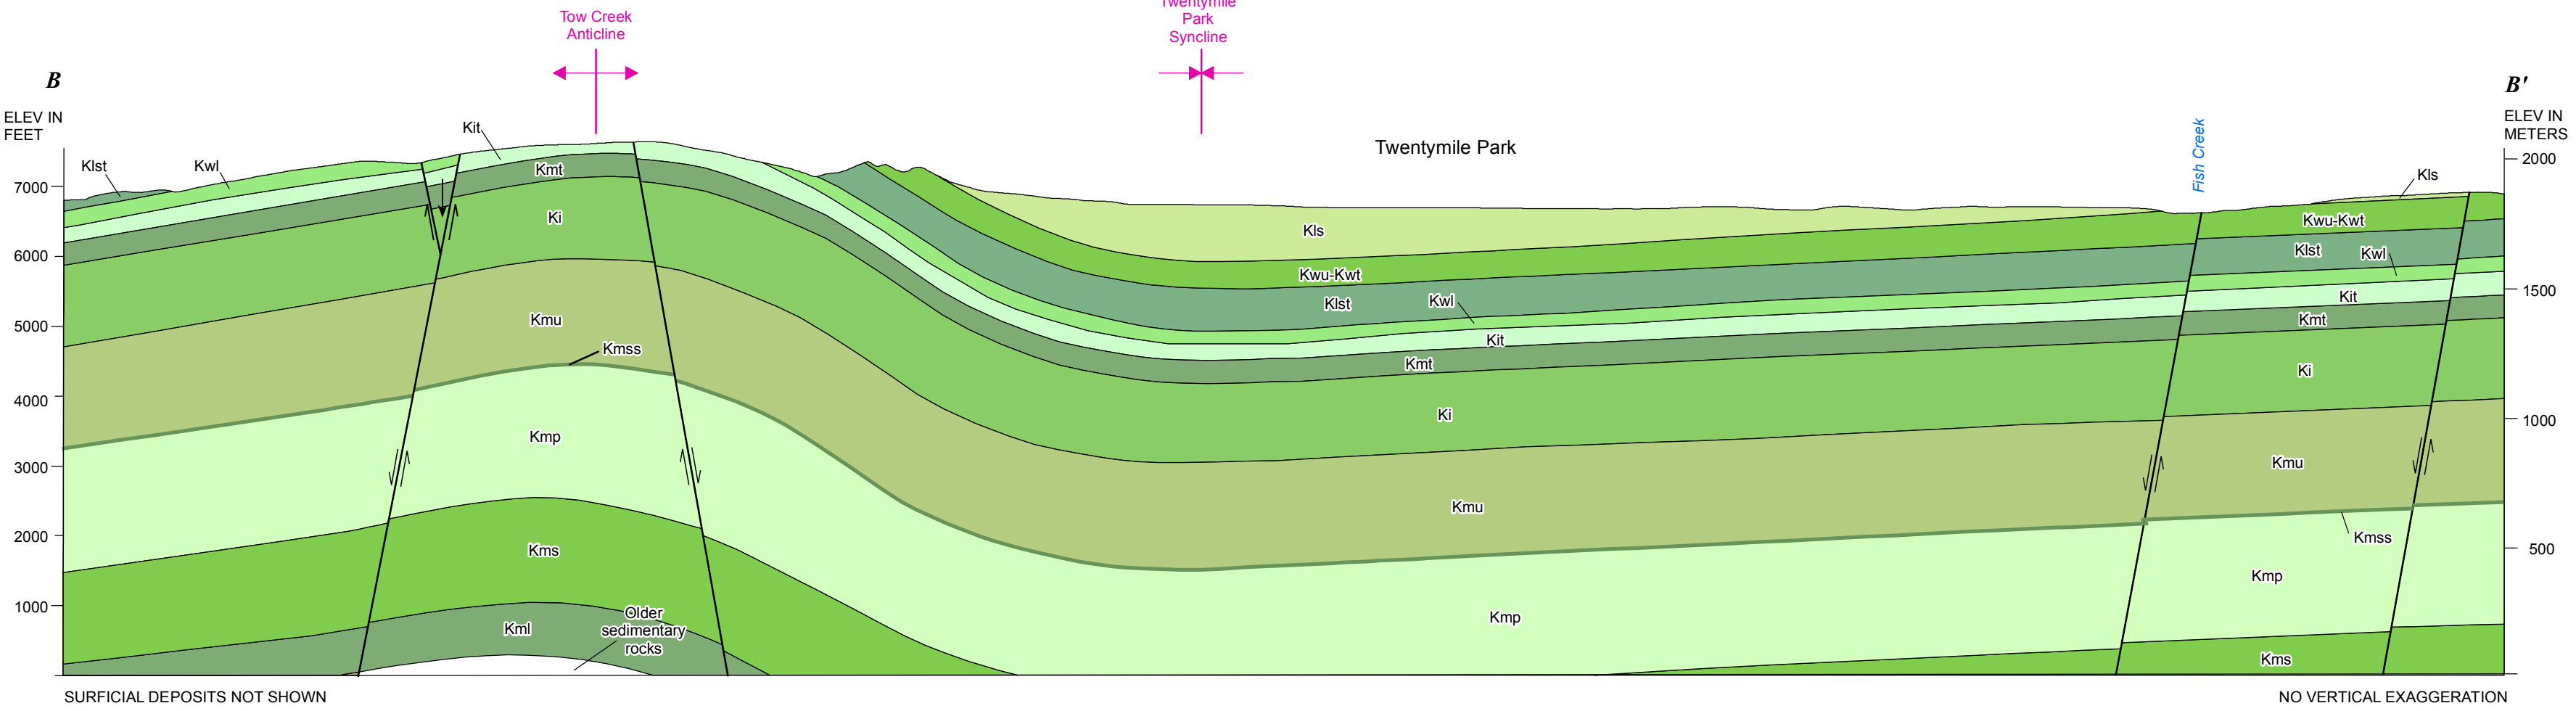 Twentymile
Park
Syncline
Tow Creek
Anticline
B
B'
ELEV IN
FEET
ELEV IN
METERS
Fish Creek
Twentymile Park
Kit
Klst
Kwl
Kmt
Ki
Kmu
Kmss
Kmp
Kms
Kml
Older
sedimentary
rocks
7000
6000
5000
4000
3000
2000
1000
Kls
Kwu-Kwt
Klst
Kwl
Kit
Kmt
Ki
Kmu
Kmp
Kls
Kwu-Kwt
Klst
Kwl
Kit
Kmt
Ki
Kmu
Kmss
Kmp
Kms
2000
1500
1000
500
SURFICIAL DEPOSITS NOT SHOWN
NO VERTICAL EXAGGERATION